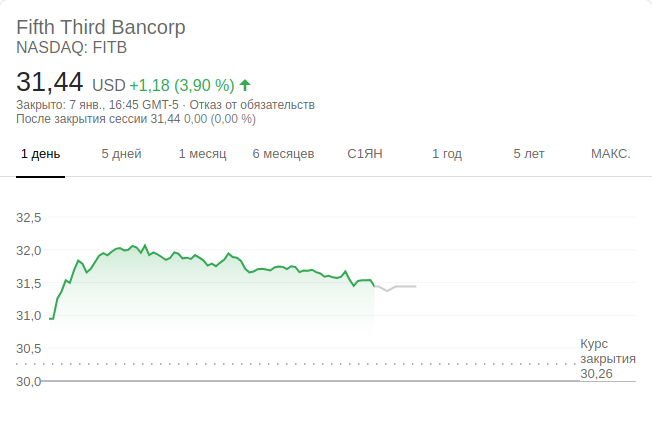 Fifth Third Bancorp
NASDAQ: FITB
31,44 USD +1,18 (3,90 %)
Закрыто: 7 янв., 16:45 GMT-5 · Отказ от обязательств
После закрытия сессии 31,44 0,00 (0,00 %)
1 день 5 дней 1 месяц 6 месяцев С1ЯН 1 год 5 лет МАКС.
32,5
32,0
31,5
31,0
30,5
30,0
Курс
закрытия
30,26